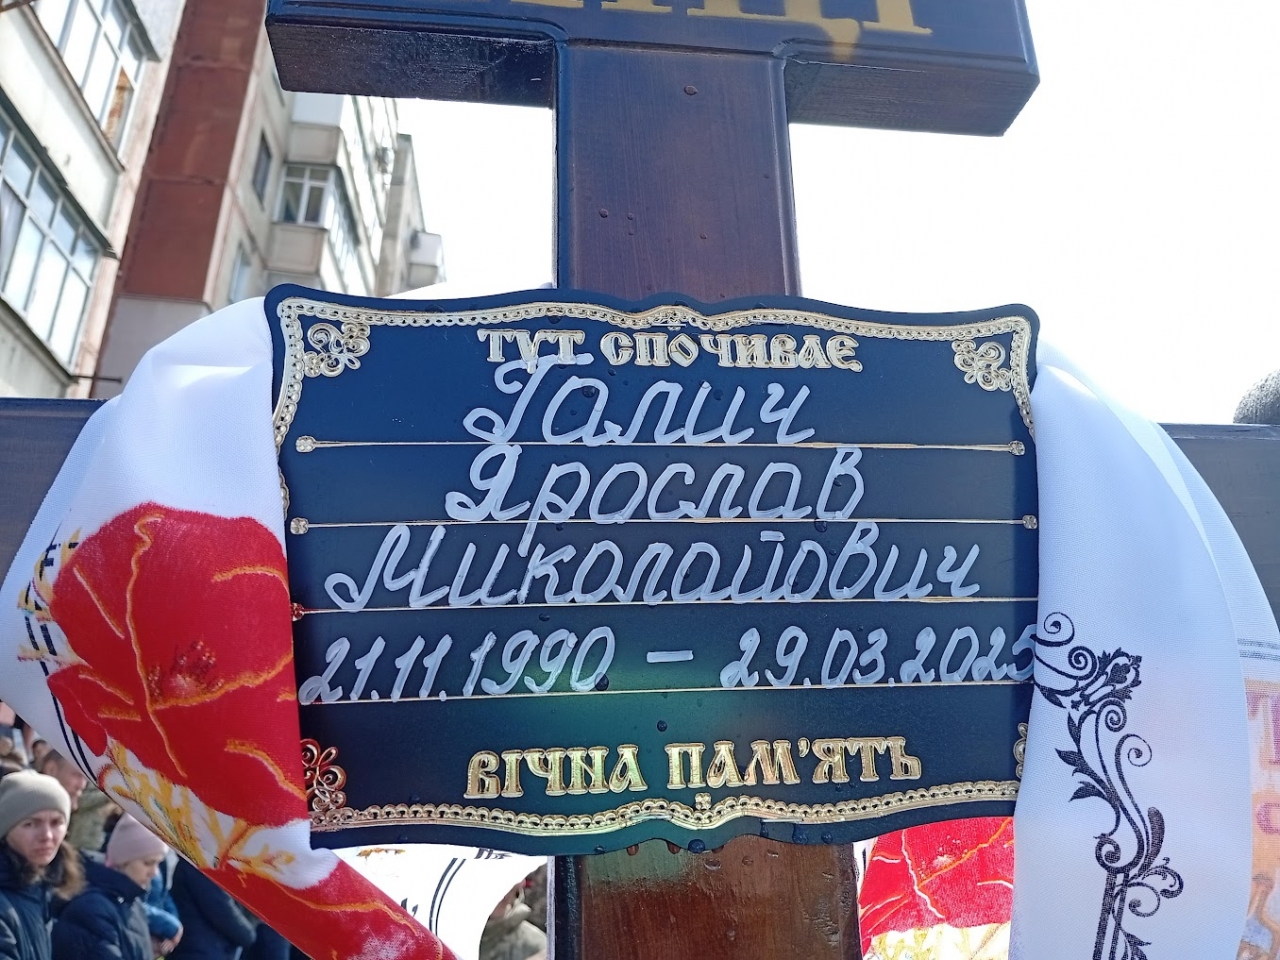 ТУТ СПОЧИВАЄ
Галич
Ярослав
Миколайович
21.11.1990 – 29.03.2025
ВІЧНА ПАМ'ЯТЬ